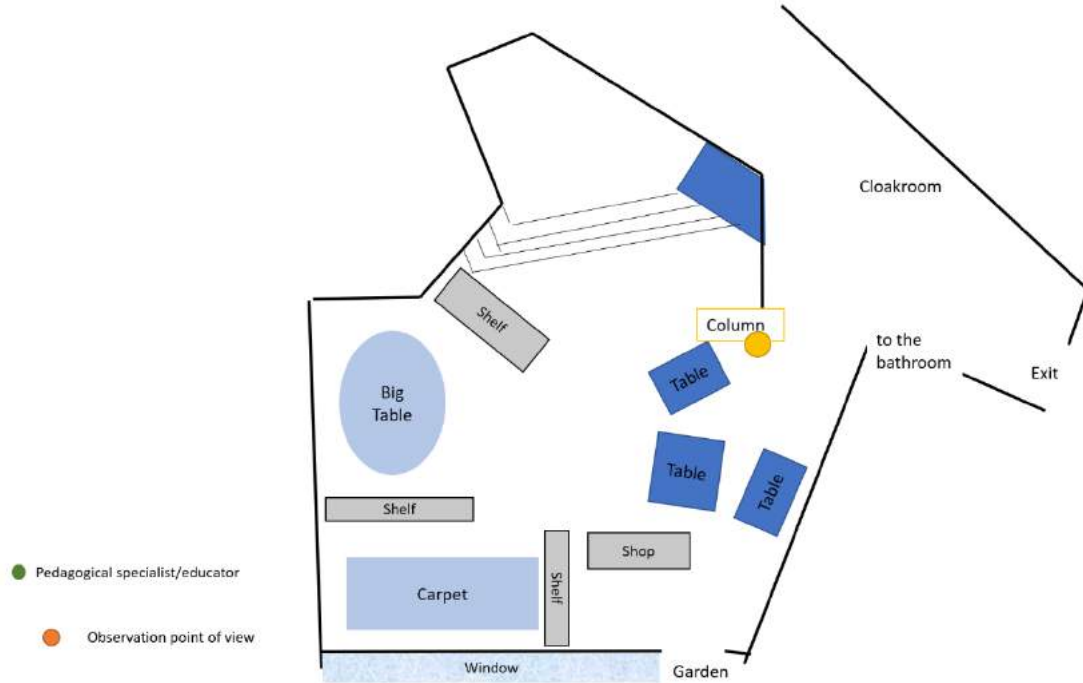 Cloakroom
Shelf
Column
to the
bathroom
Exit
Table
Big
Table
Table
Table
Shelf
Shop
Pedagogical specialist/educator
Carpet
Shelf
Observation point of view
Window
Garden